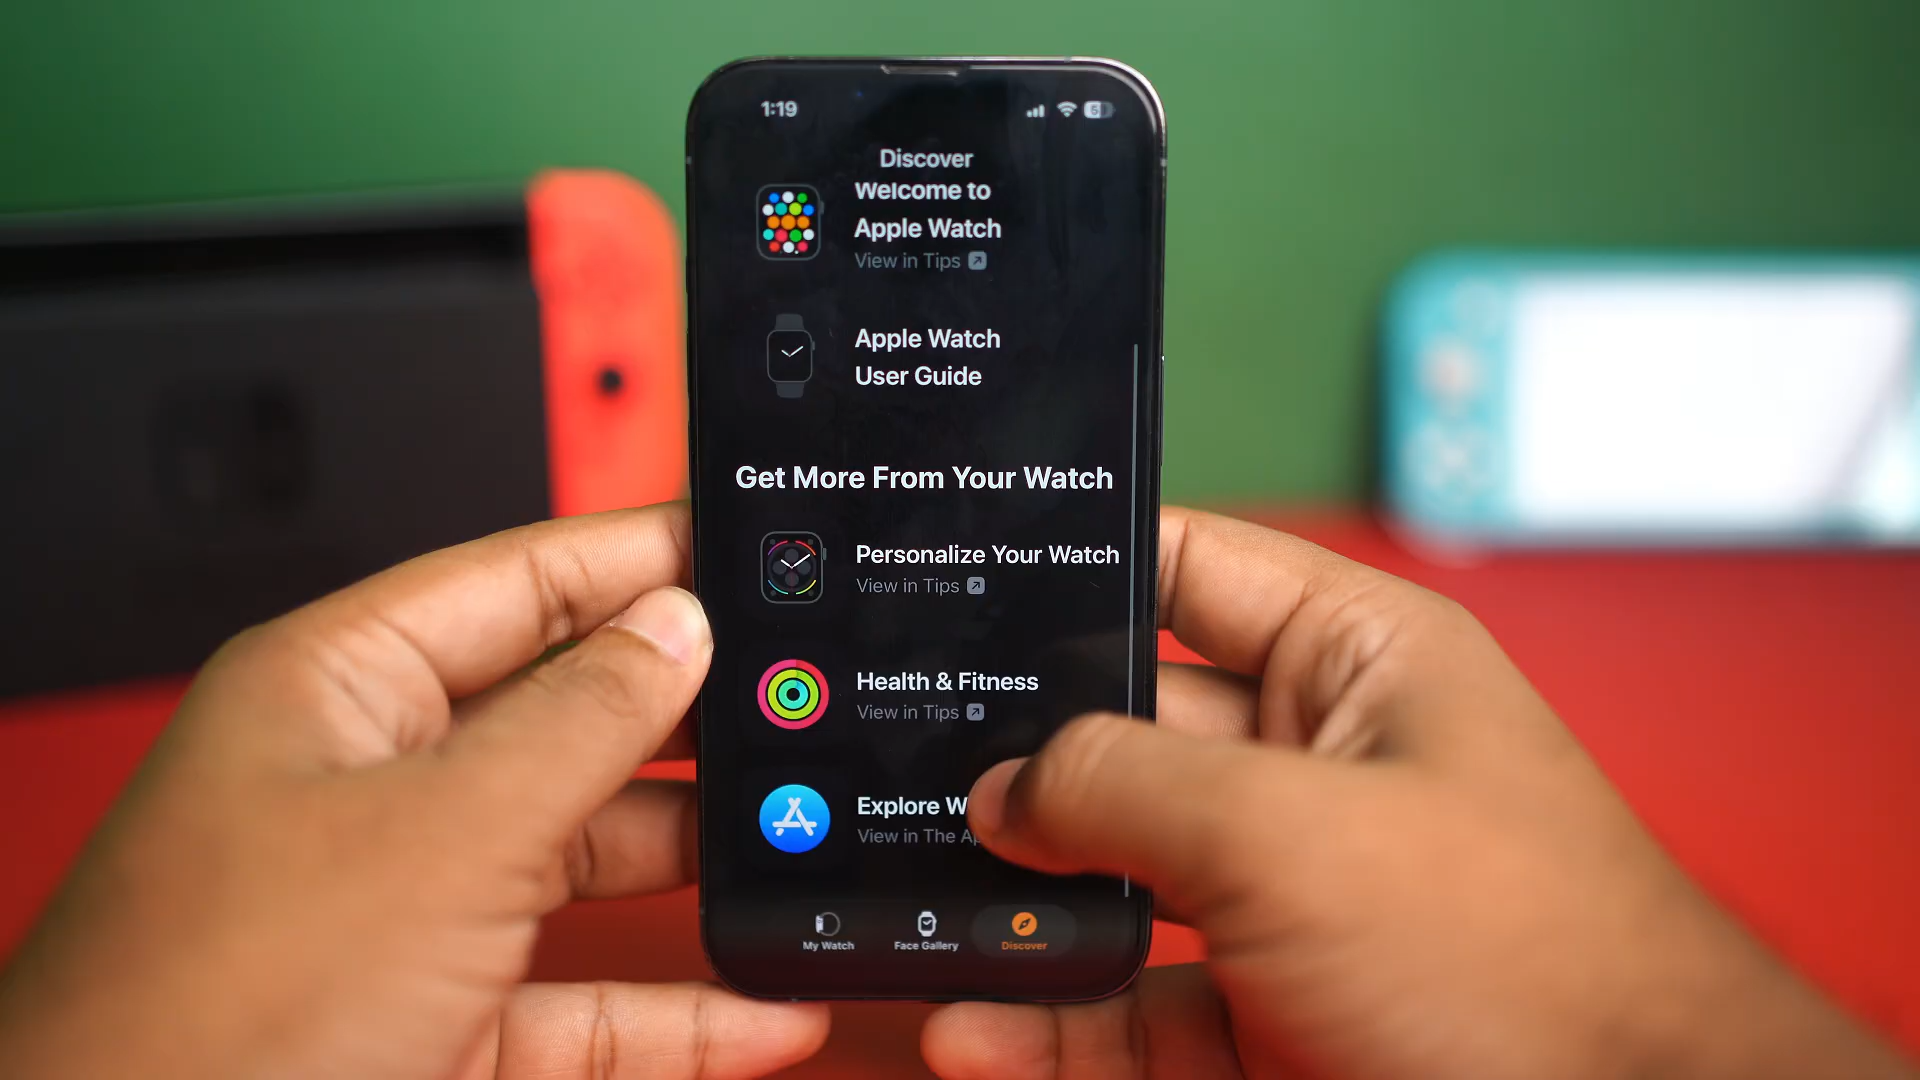 1:19
Discover
Welcome to
Apple Watch
View in Tips
Apple Watch
User Guide
Get More From Your Watch
Personalize Your Watch
View in Tips
Health & Fitness
View in Tips
Explore W
View in The Ap
My Watch
Face Gallery
Discover